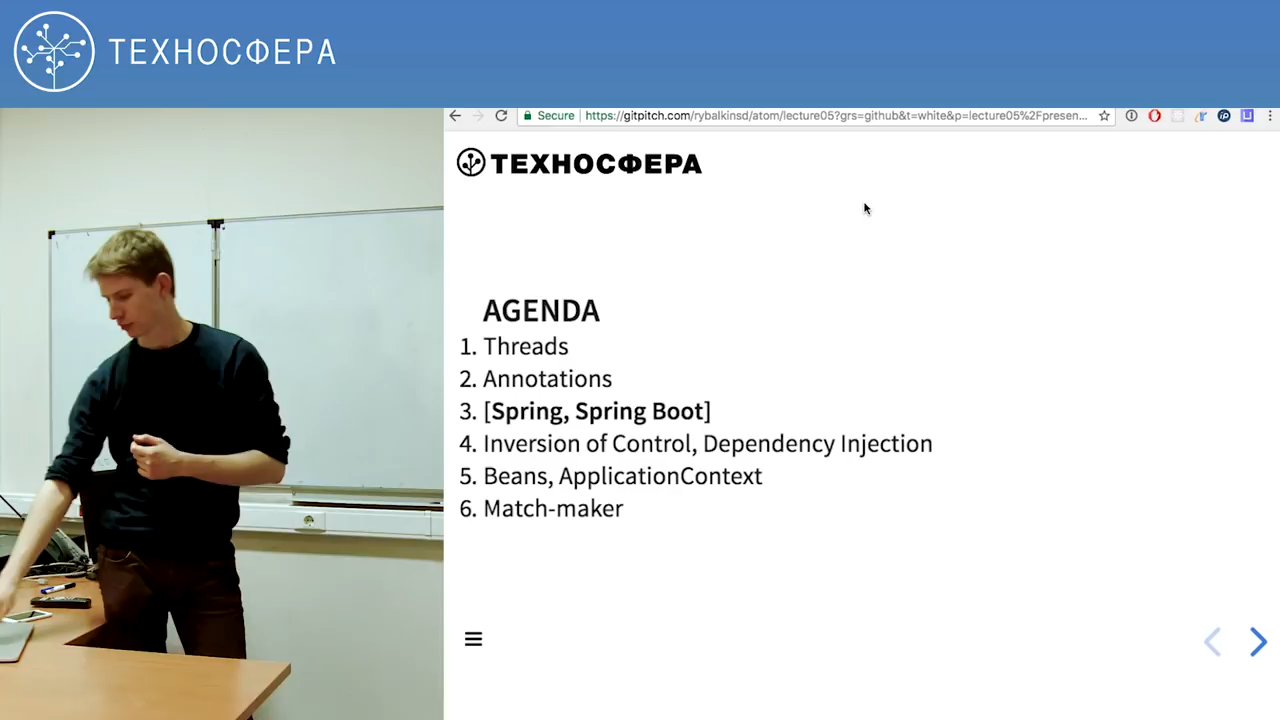 ТЕХНОСФЕРА
Secure https://gitpitch.com/rybalkinsd/atom/lecture05?grs=github&t=white&p=lecture05%2Fpresen...
ТЕХНОСФЕРА
AGENDA
1. Threads
2. Annotations
3. [Spring, Spring Boot]
4. Inversion of Control, Dependency Injection
5. Beans, ApplicationContext
6. Match-maker